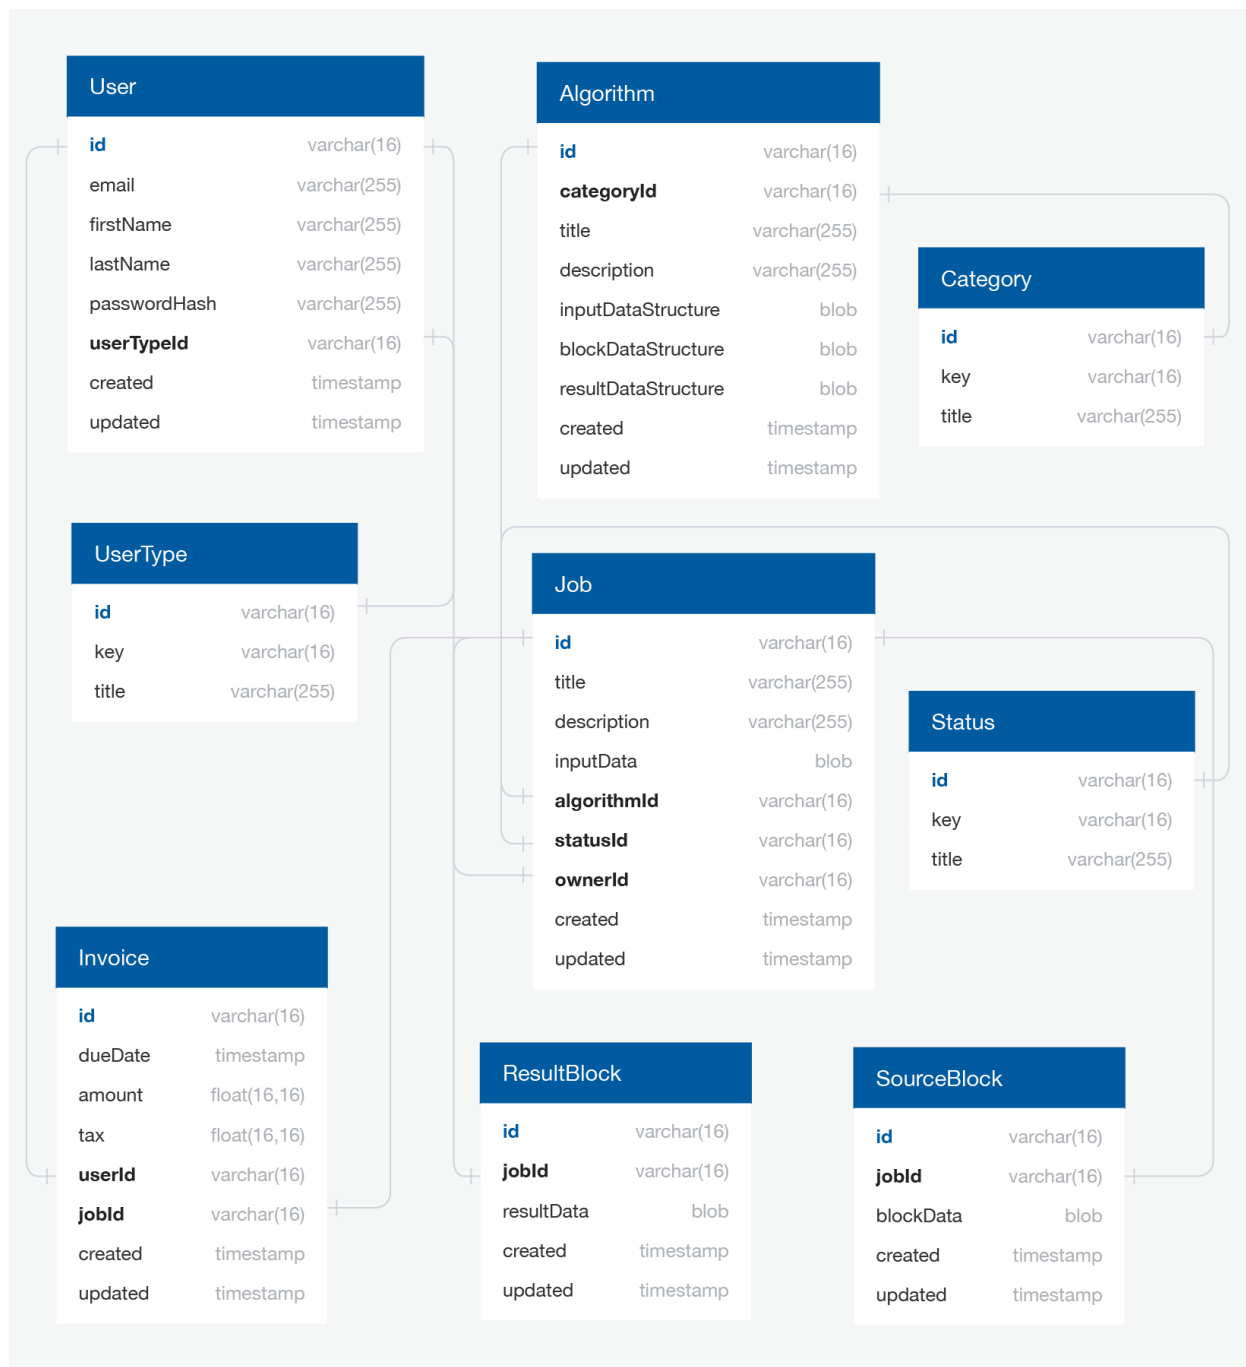 User
id varchar(16)
email varchar(255)
firstName varchar(255)
lastName varchar(255)
passwordHash varchar(255)
userTypeId varchar(16)
created timestamp
updated timestamp
Algorithm
id varchar(16)
categoryId varchar(16)
title varchar(255)
description varchar(255)
inputDataStructure blob
blockDataStructure blob
resultDataStructure blob
created timestamp
updated timestamp
Category
id varchar(16)
key varchar(16)
title varchar(255)
UserType
id varchar(16)
key varchar(16)
title varchar(255)
Job
id varchar(16)
title varchar(255)
description varchar(255)
inputData blob
algorithmId varchar(16)
statusId varchar(16)
ownerId varchar(16)
created timestamp
updated timestamp
Status
id varchar(16)
key varchar(16)
title varchar(255)
Invoice
id varchar(16)
dueDate timestamp
amount float(16,16)
tax float(16,16)
userId varchar(16)
jobId varchar(16)
created timestamp
updated timestamp
ResultBlock
id varchar(16)
jobId varchar(16)
resultData blob
created timestamp
updated timestamp
SourceBlock
id varchar(16)
jobId varchar(16)
blockData blob
created timestamp
updated timestamp